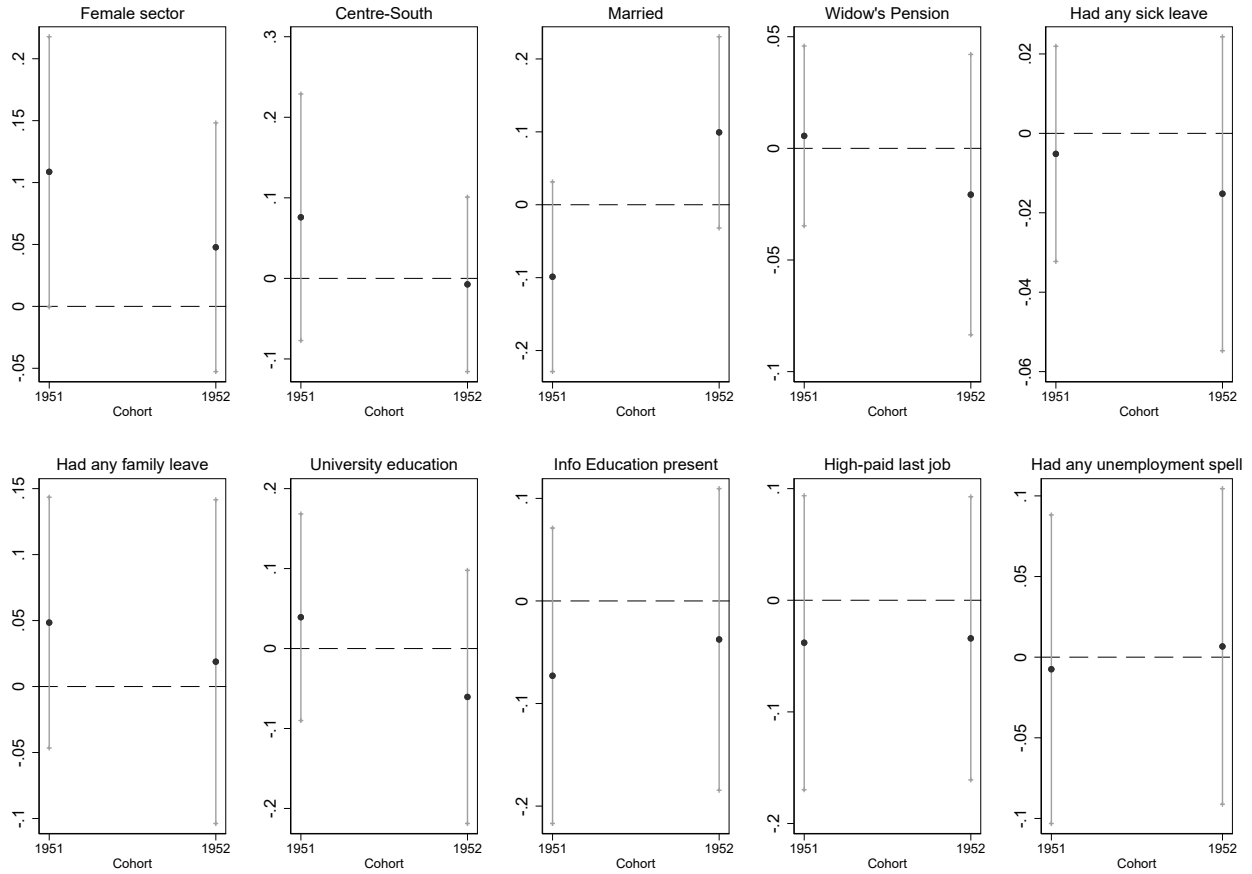 Female sector
.2
.15
.1
.05
0
-.05
1951 1952
Cohort
Centre-South
.3
.2
.1
0
-.1
1951 1952
Cohort
Married
.2
.1
0
-.1
-.2
1951 1952
Cohort
Widow's Pension
.05
0
-.05
-.1
1951 1952
Cohort
Had any sick leave
.02
0
-.02
-.04
-.06
1951 1952
Cohort
Had any family leave
.15
.1
.05
0
-.05
-.1
1951 1952
Cohort
University education
.2
.1
0
-.1
-.2
1951 1952
Cohort
Info Education present
.1
0
-.1
-.2
1951 1952
Cohort
High-paid last job
.1
0
-.1
-.2
1951 1952
Cohort
Had any unemployment spell
.1
.05
0
-.05
-.1
1951 1952
Cohort